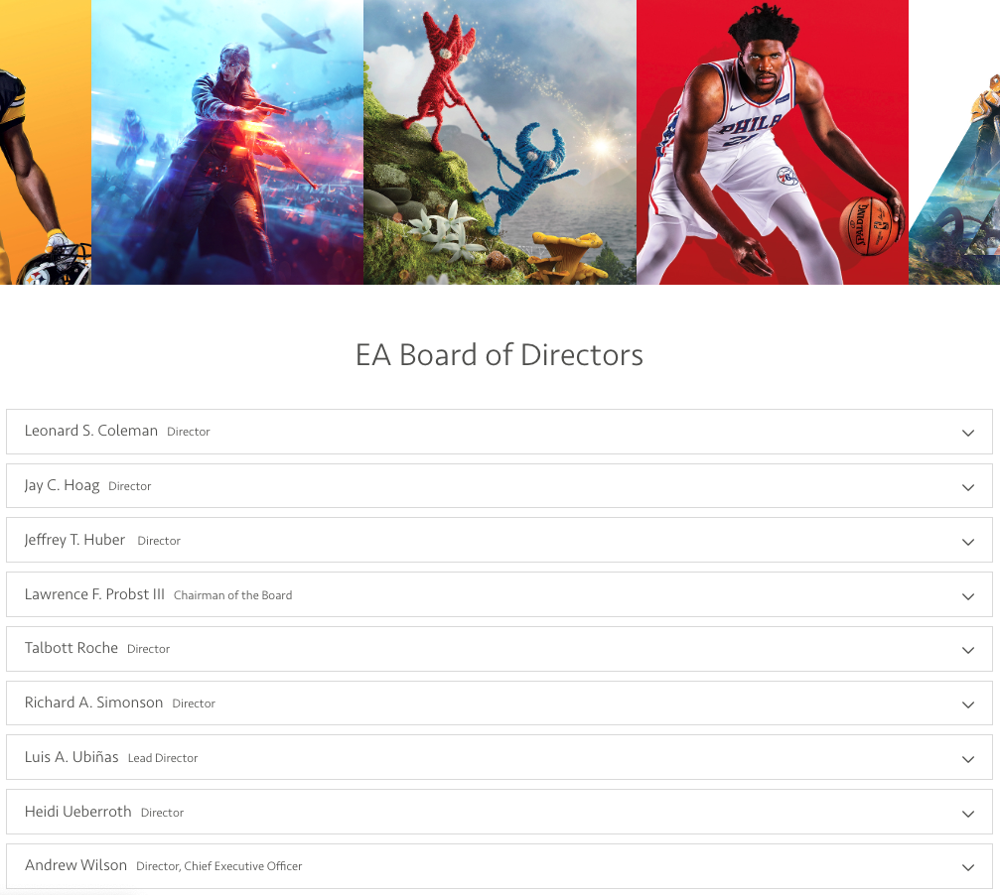 PHILA
SPALDING
EA Board of Directors
Leonard S. Coleman Director
Jay C. Hoag Director
Jeffrey T. Huber Director
Lawrence F. Probst III Chairman of the Board
Talbott Roche Director
Richard A. Simonson Director
Luis A. Ubiñas Lead Director
Heidi Ueberroth Director
Andrew Wilson Director, Chief Executive Officer